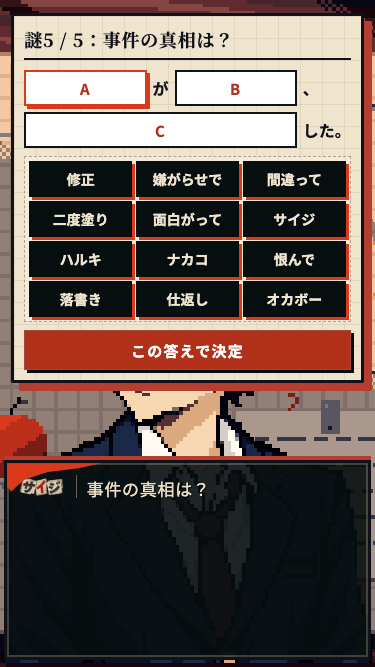 謎5 / 5：事件の真相は？
A が B 、
C した。
修正 嫌がらせで 間違って
二度塗り 面白がって サイジ
ハルキ ナカコ 恨んで
落書き 仕返し オカボー
この答えで決定
サイジ 事件の真相は？